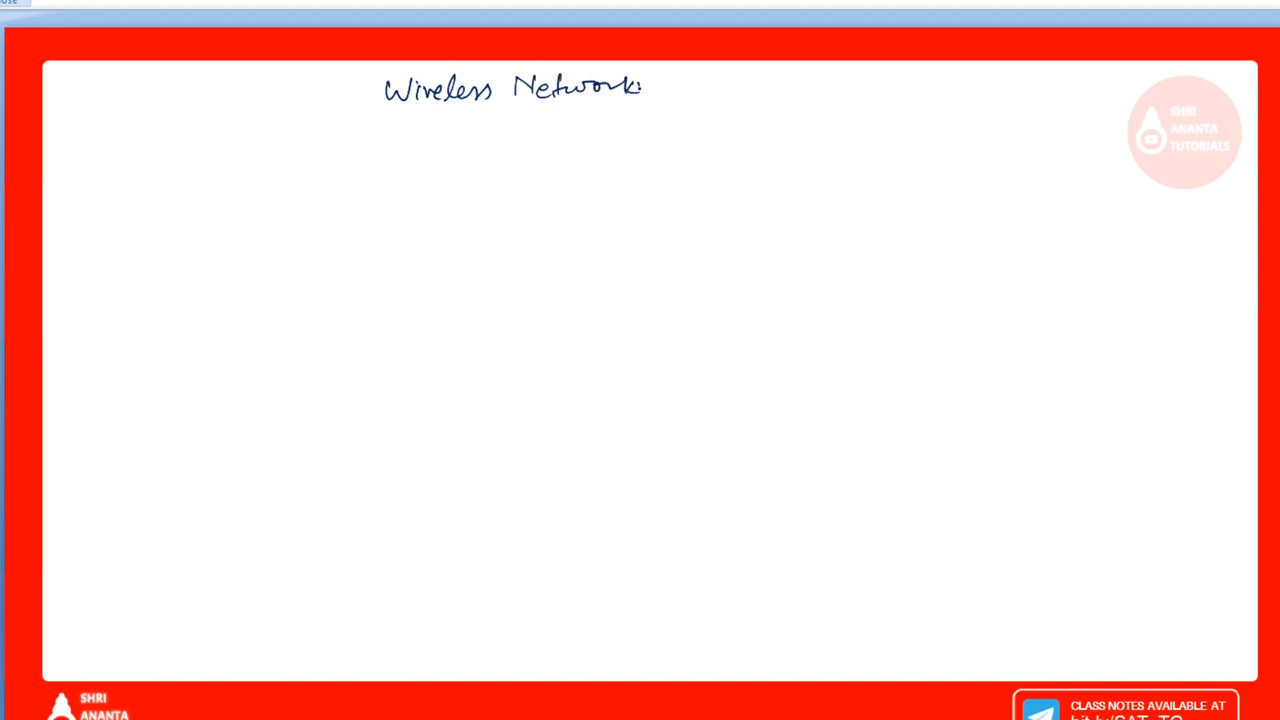 Wireless Network
SHRI
ANANTA
TUTORIALS
SHRI
ANANTA
CLASS NOTES AVAILABLE AT